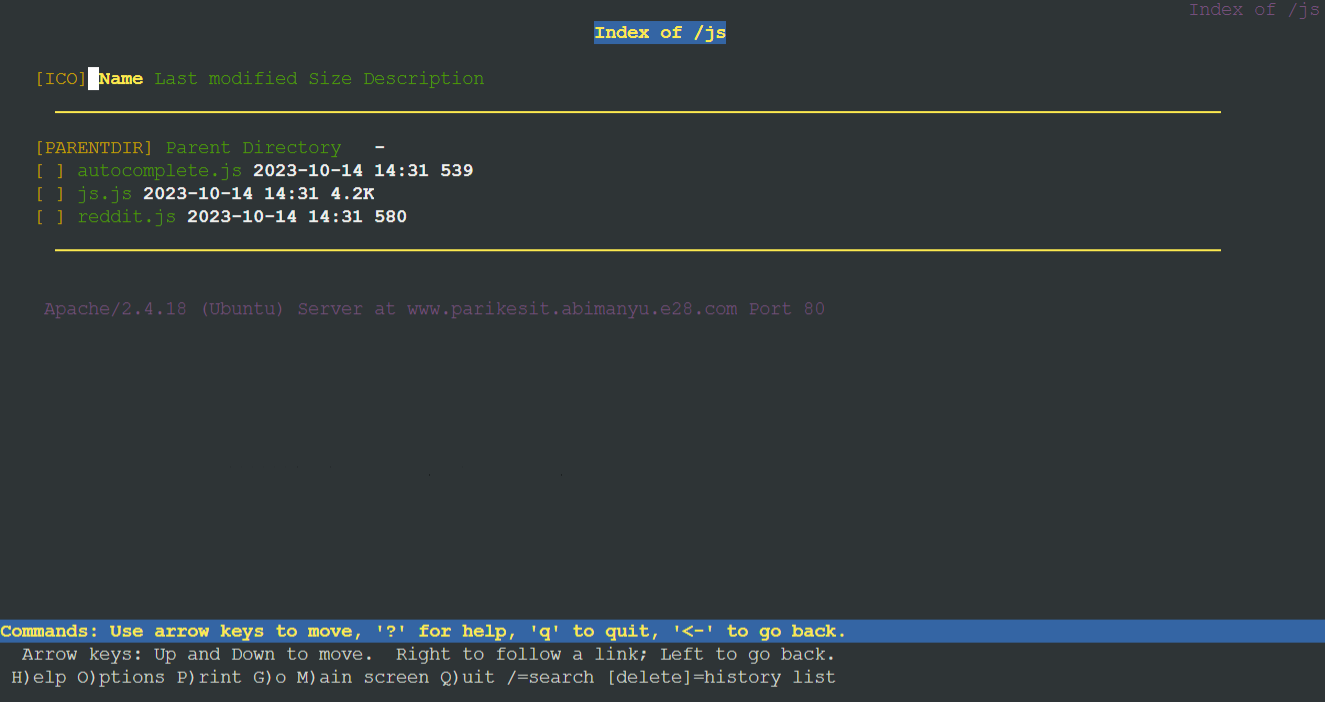 Index of /js
Index of /js
[ICO] Name Last modified Size Description
[PARENTDIR] Parent Directory   -
[ ] autocomplete.js 2023-10-14 14:31 539
[ ] js.js 2023-10-14 14:31 4.2K
[ ] reddit.js 2023-10-14 14:31 580
Apache/2.4.18 (Ubuntu) Server at www.parikesit.abimanyu.e28.com Port 80
Commands: Use arrow keys to move, '?' for help, 'q' to quit, '<-' to go back.
Arrow keys: Up and Down to move.  Right to follow a link; Left to go back.
H)elp O)ptions P)rint G)o M)ain screen Q)uit /=search [delete]=history list